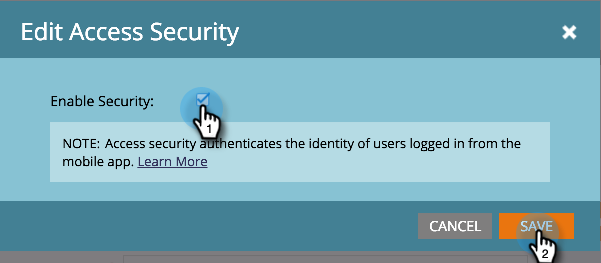 Edit Access Security
Enable Security:
1
NOTE: Access security authenticates the identity of users logged in from the
mobile app. Learn More
CANCEL SAVE
2